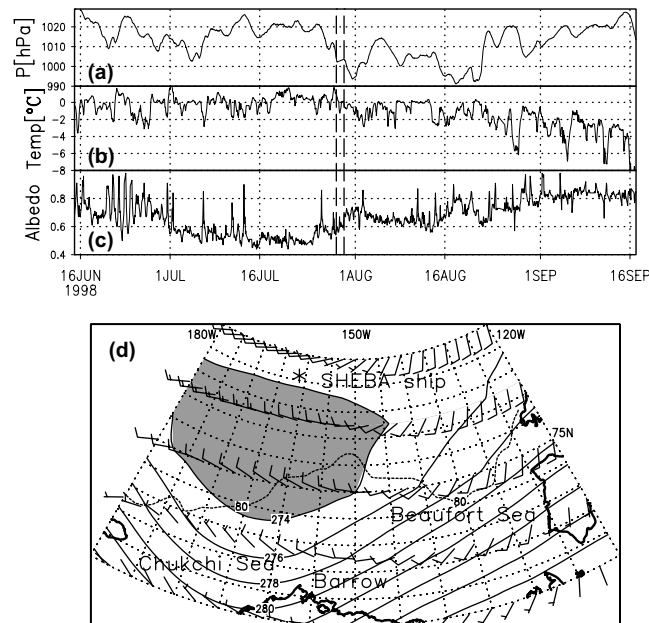 P[hPa]
1020
1010
1000
990
(a)
Temp[°C]
0
-2
-4
-6
-8
(b)
Albedo
0.8
0.6
0.4
(c)
16JUN 1JUL 16JUL 1AUG 16AUG 1SEP 16SEP
1998
(d)
180W 150W 120W
SHEBA ship
75N
80 80
274
Beaufort Sea
Chukchi Sea
276
278
Barrow
280